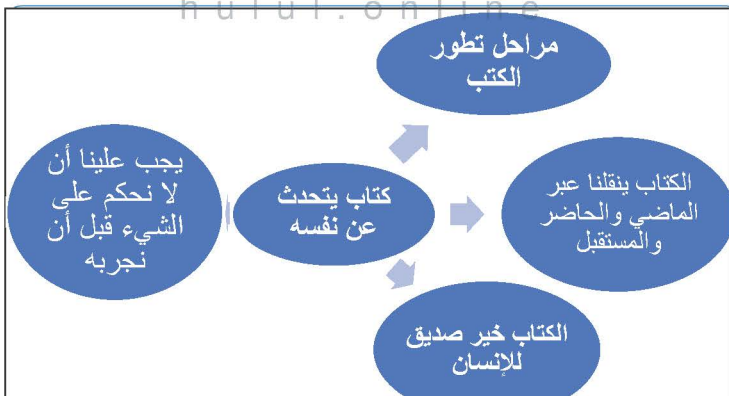 hulul.online
مراحل تطور
الكتب
الكتاب ينقلنا عبر
الماضي والحاضر
والمستقبل
كتاب يتحدث
عن نفسه
يجب علينا أن
لا نحكم على
الشيء قبل أن
نجربه
الكتاب خير صديق
للإنسان